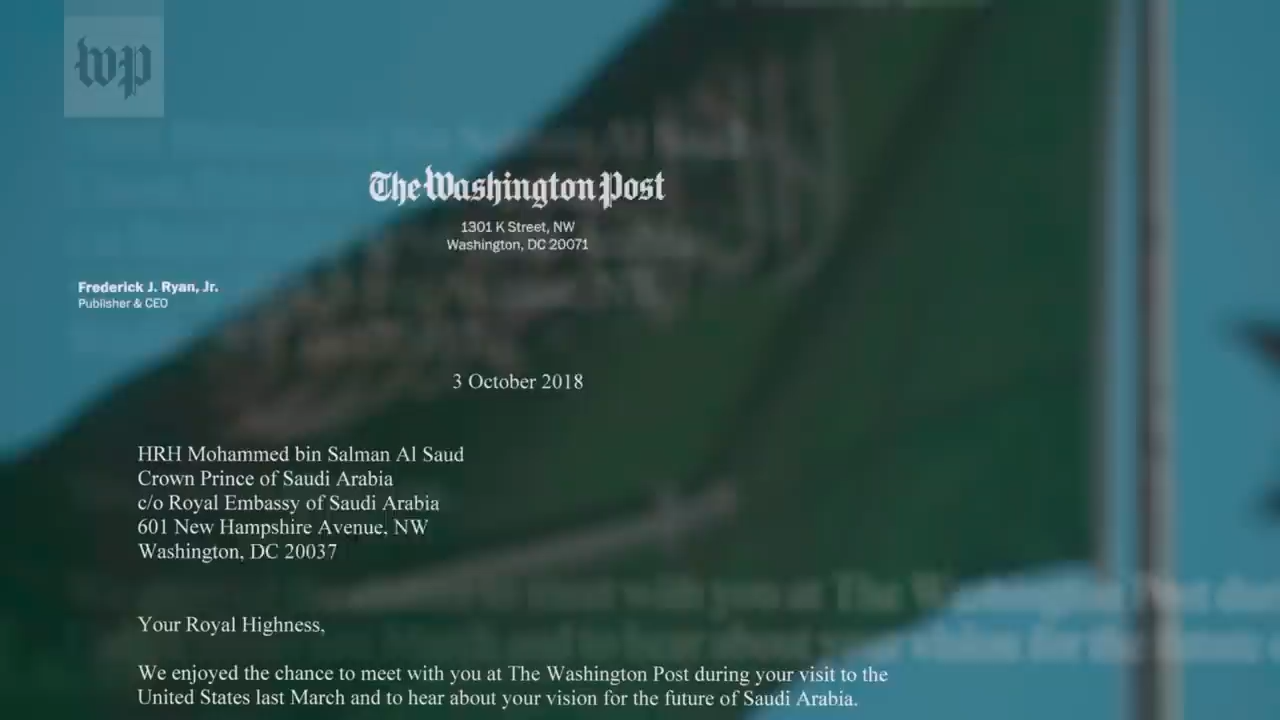 wp
The Washington Post
1301 K Street, NW
Washington, DC 20071
Frederick J. Ryan, Jr.
Publisher & CEO
3 October 2018
HRH Mohammed bin Salman Al Saud
Crown Prince of Saudi Arabia
c/o Royal Embassy of Saudi Arabia
601 New Hampshire Avenue, NW
Washington, DC 20037
Your Royal Highness,
We enjoyed the chance to meet with you at The Washington Post during your visit to the
United States last March and to hear about your vision for the future of Saudi Arabia.